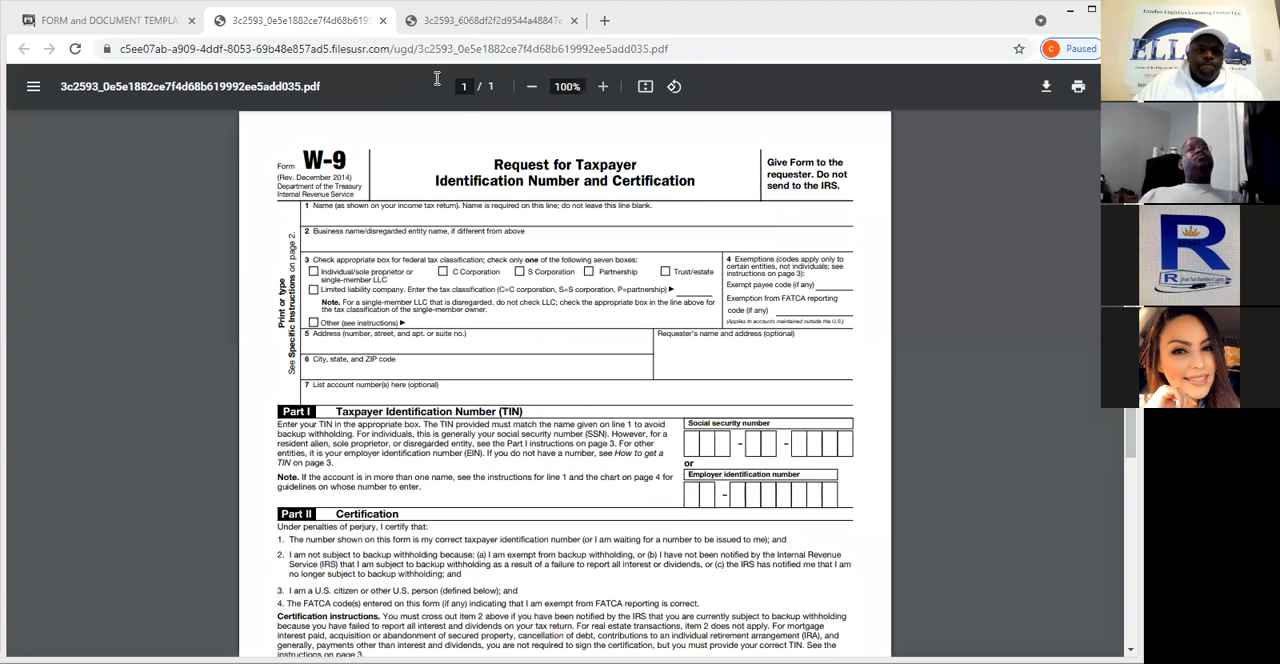 FORM and DOCUMENT TEMPLA
3c2593_0e5e1882ce7f4d68b6199
3c2593_6068df2fcd9544a48847e
c5ee07ab-a909-4ddf-8053-69b48e857ad5.filesusr.com/ugd/3c2593_0e5e1882ce7f4d68b619992ee5add035.pdf
C Paused
3c2593_0e5e1882ce7f4d68b619992ee5add035.pdf
1 / 1
100%
Exodus Logistics Learning Center LLC
ELLC
R
Form W-9
(Rev. December 2014)
Department of the Treasury
Internal Revenue Service
Request for Taxpayer
Identification Number and Certification
Give Form to the
requester. Do not
send to the IRS.
Print or type
See Specific Instructions on page 2.
1 Name (as shown on your income tax return). Name is required on this line; do not leave this line blank.
2 Business name/disregarded entity name, if different from above
3 Check appropriate box for federal tax classification; check only one of the following seven boxes:
Individual/sole proprietor or
single-member LLC
C Corporation
S Corporation
Partnership
Trust/estate
Limited liability company. Enter the tax classification (C=C corporation, S=S corporation, P=partnership) ▶
Note. For a single-member LLC that is disregarded, do not check LLC; check the appropriate box in the line above for
the tax classification of the single-member owner.
Other (see instructions) ▶
4 Exemptions (codes apply only to
certain entities, not individuals; see
instructions on page 3):
Exempt payee code (if any)
Exemption from FATCA reporting
code (if any)
(Applies to accounts maintained outside the U.S.)
5 Address (number, street, and apt. or suite no.)
Requester's name and address (optional)
6 City, state, and ZIP code
7 List account number(s) here (optional)
Part I Taxpayer Identification Number (TIN)
Enter your TIN in the appropriate box. The TIN provided must match the name given on line 1 to avoid
backup withholding. For individuals, this is generally your social security number (SSN). However, for a
resident alien, sole proprietor, or disregarded entity, see the Part I instructions on page 3. For other
entities, it is your employer identification number (EIN). If you do not have a number, see How to get a
TIN on page 3.
Note. If the account is in more than one name, see the instructions for line 1 and the chart on page 4 for
guidelines on whose number to enter.
Social security number
– –
or
Employer identification number
–
Part II Certification
Under penalties of perjury, I certify that:
1. The number shown on this form is my correct taxpayer identification number (or I am waiting for a number to be issued to me); and
2. I am not subject to backup withholding because: (a) I am exempt from backup withholding, or (b) I have not been notified by the Internal Revenue
Service (IRS) that I am subject to backup withholding as a result of a failure to report all interest or dividends, or (c) the IRS has notified me that I am
no longer subject to backup withholding; and
3. I am a U.S. citizen or other U.S. person (defined below); and
4. The FATCA code(s) entered on this form (if any) indicating that I am exempt from FATCA reporting is correct.
Certification instructions. You must cross out item 2 above if you have been notified by the IRS that you are currently subject to backup withholding
because you have failed to report all interest and dividends on your tax return. For real estate transactions, item 2 does not apply. For mortgage
interest paid, acquisition or abandonment of secured property, cancellation of debt, contributions to an individual retirement arrangement (IRA), and
generally, payments other than interest and dividends, you are not required to sign the certification, but you must provide your correct TIN. See the
instructions on page 3.